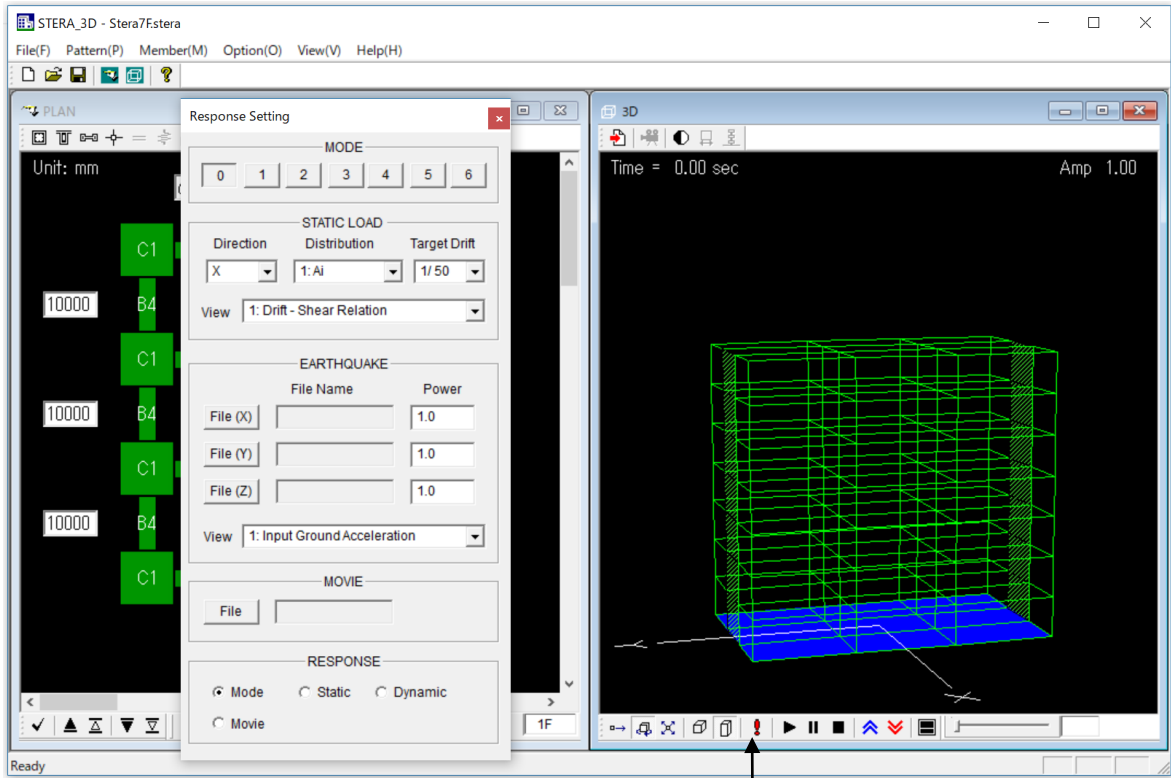 STERA_3D - Stera7F.stera
File(F) Pattern(P) Member(M) Option(O) View(V) Help(H)
PLAN
Unit: mm
C1
10000 B4
C1
10000 B4
C1
10000 B4
C1
1F
Response Setting
MODE
0 1 2 3 4 5 6
STATIC LOAD
Direction Distribution Target Drift
X 1: Ai 1/ 50
View 1: Drift - Shear Relation
EARTHQUAKE
File Name Power
File (X) 1.0
File (Y) 1.0
File (Z) 1.0
View 1: Input Ground Acceleration
MOVIE
File
RESPONSE
Mode Static Dynamic
Movie
3D
Time = 0.00 sec Amp 1.00
Ready